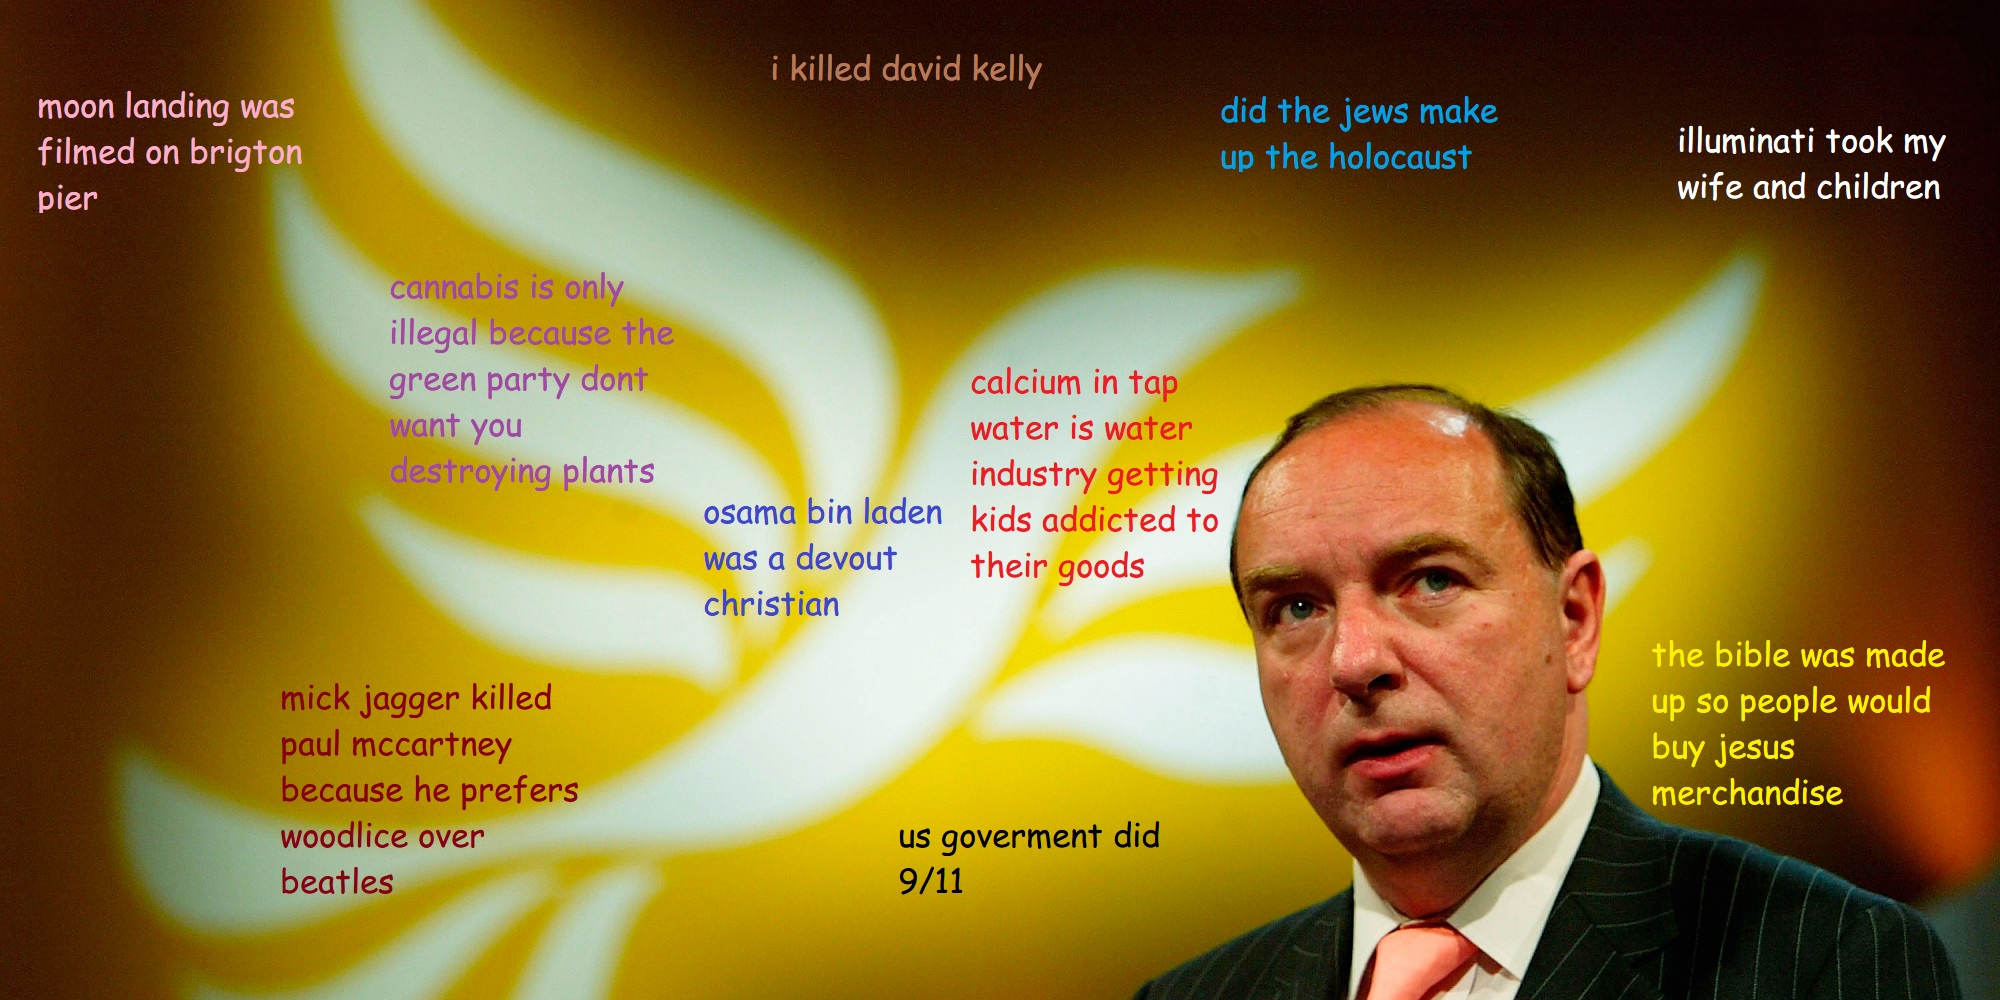 i killed david kelly
moon landing was
filmed on brigton
pier
did the jews make
up the holocaust
illuminati took my
wife and children
cannabis is only
illegal because the
green party dont
want you
destroying plants
calcium in tap
water is water
industry getting
kids addicted to
their goods
osama bin laden
was a devout
christian
the bible was made
up so people would
buy jesus
merchandise
mick jagger killed
paul mccartney
because he prefers
woodlice over
beatles
us goverment did
9/11